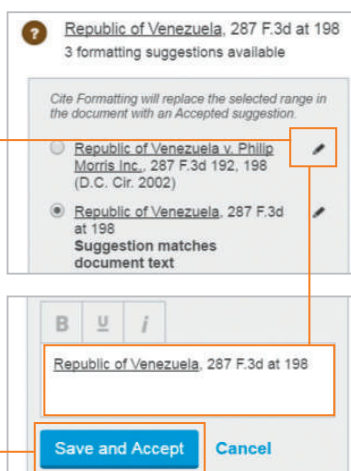 ? Republic of Venezuela, 287 F.3d at 198
3 formatting suggestions available
Cite Formatting will replace the selected range in
the document with an Accepted suggestion.
Republic of Venezuela v. Philip
Morris Inc., 287 F.3d 192, 198
(D.C. Cir. 2002)
Republic of Venezuela, 287 F.3d
at 198
Suggestion matches
document text
B U i
Republic of Venezuela, 287 F.3d at 198
Save and Accept Cancel